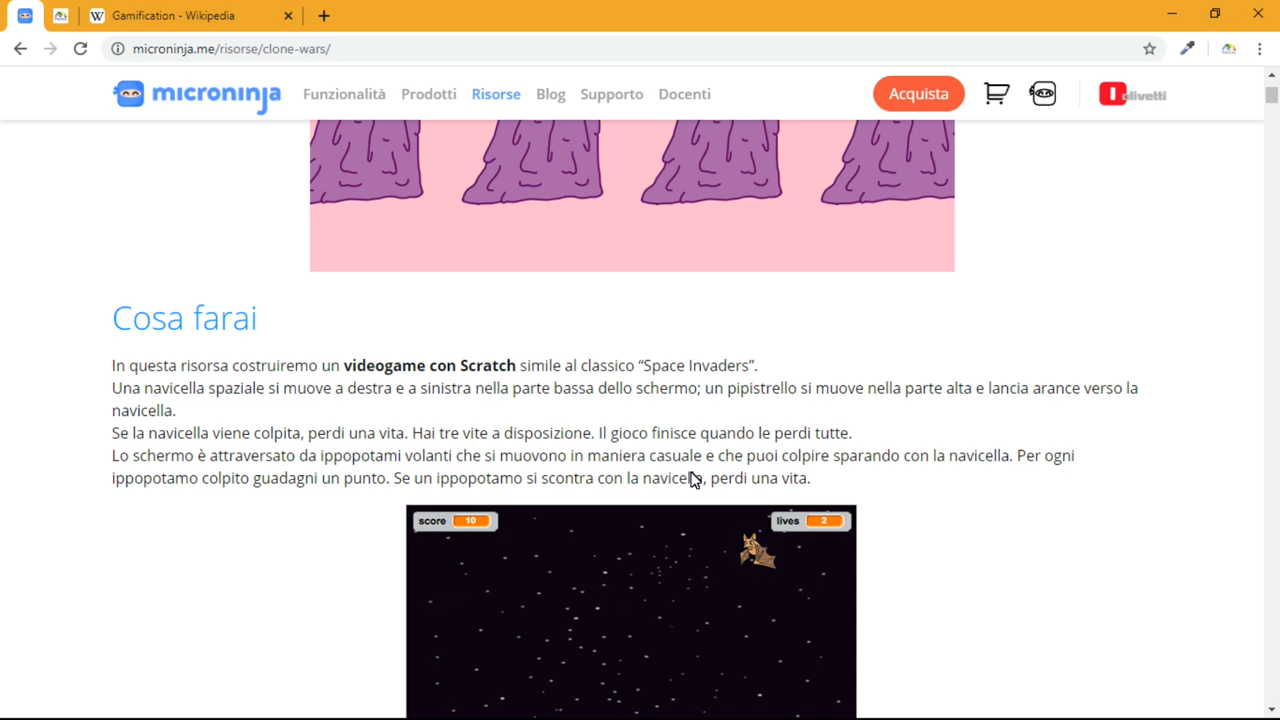 Gamification - Wikipedia
microninja.me/risorse/clone-wars/
microninja Funzionalità Prodotti Risorse Blog Supporto Docenti Acquista olivetti
Cosa farai
In questa risorsa costruiremo un videogame con Scratch simile al classico “Space Invaders”.
Una navicella spaziale si muove a destra e a sinistra nella parte bassa dello schermo; un pipistrello si muove nella parte alta e lancia arance verso la
navicella.
Se la navicella viene colpita, perdi una vita. Hai tre vite a disposizione. Il gioco finisce quando le perdi tutte.
Lo schermo è attraversato da ippopotami volanti che si muovono in maniera casuale e che puoi colpire sparando con la navicella. Per ogni
ippopotamo colpito guadagni un punto. Se un ippopotamo si scontra con la navicella, perdi una vita.
score 10 lives 2